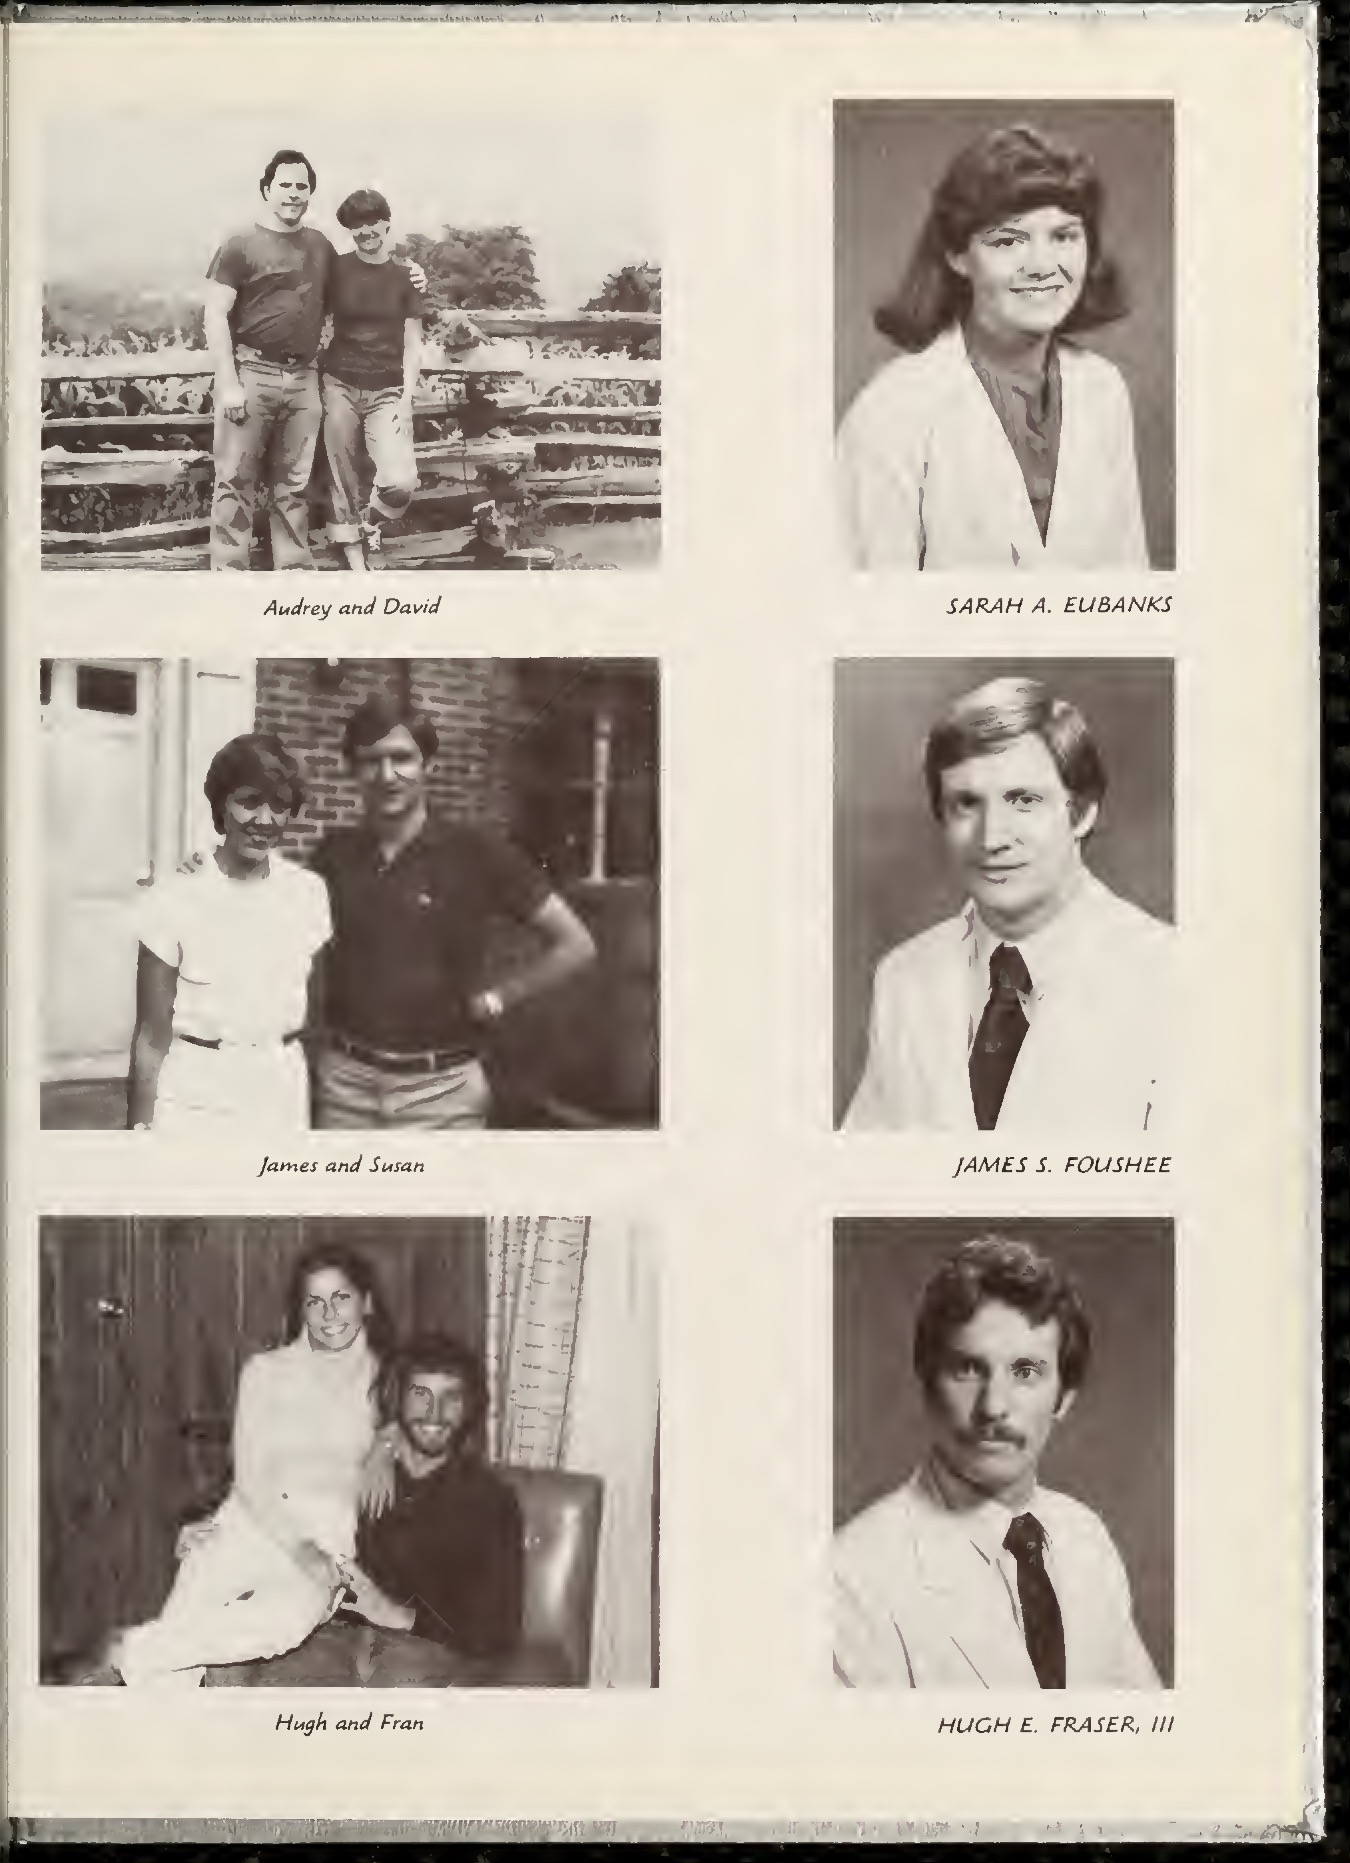 Audrey and David
SARAH A. EUBANKS
James and Susan
JAMES S. FOUSHEE
Hugh and Fran
HUGH E. FRASER, III